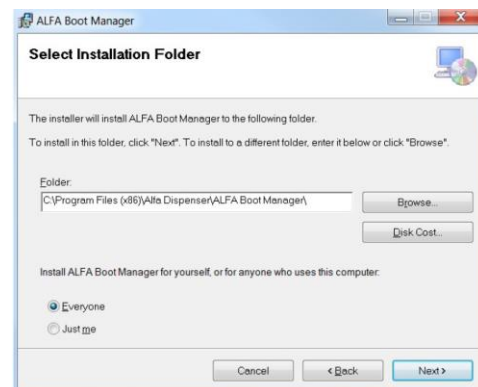 ALFA Boot Manager
Select Installation Folder
The installer will install ALFA Boot Manager to the following folder.
To install in this folder, click "Next". To install to a different folder, enter it below or click "Browse".
Folder:
C:\Program Files (x86)\Alfa Dispenser\ALFA Boot Manager\
Browse...
Disk Cost...
Install ALFA Boot Manager for yourself, or for anyone who uses this computer:
Everyone
Just me
Cancel < Back Next >